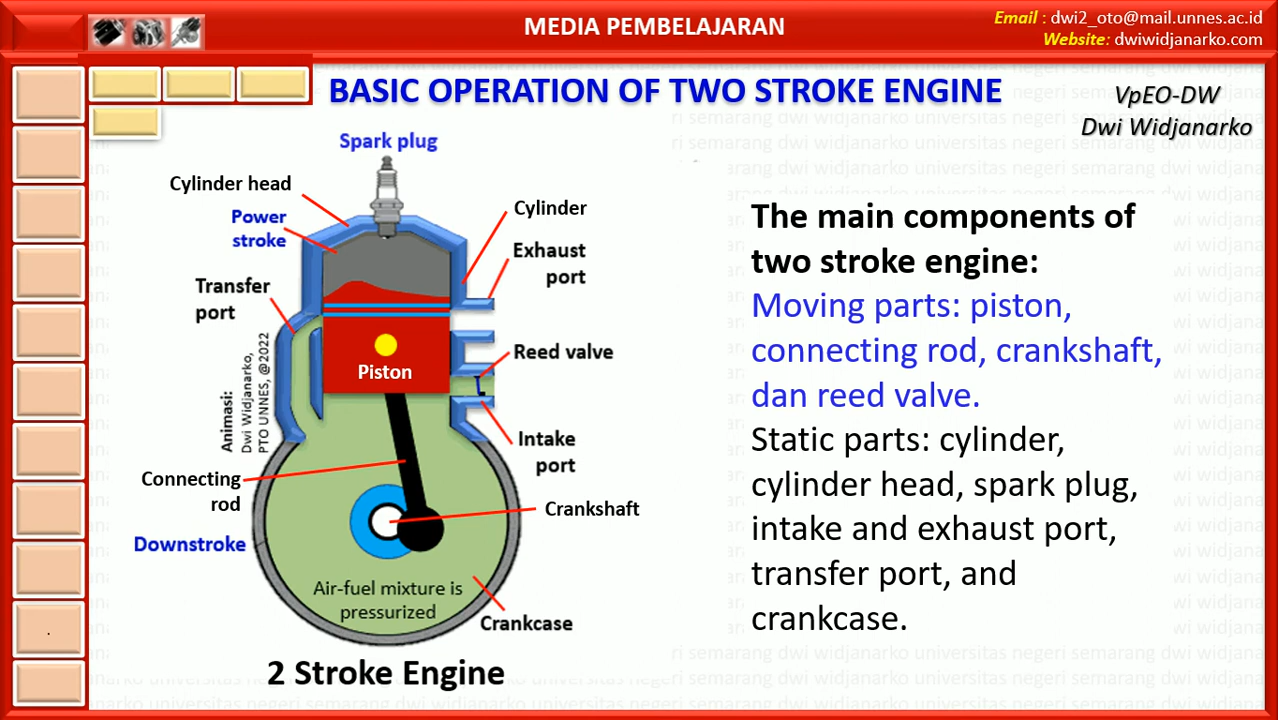 MEDIA PEMBELAJARAN
Email : dwi2_oto@mail.unnes.ac.id
Website: dwiwidjanarko.com
BASIC OPERATION OF TWO STROKE ENGINE
VpEO-DW
Dwi Widjanarko
Spark plug
Cylinder head
Power
stroke
Cylinder
Exhaust
port
Transfer
port
Reed valve
Piston
Animasi:
Dwi Widjanarko,
PTO UNNES, @2022
Intake
port
Connecting
rod
Crankshaft
Downstroke
Air-fuel mixture is
pressurized
Crankcase
2 Stroke Engine
The main components of
two stroke engine:
Moving parts: piston,
connecting rod, crankshaft,
dan reed valve.
Static parts: cylinder,
cylinder head, spark plug,
intake and exhaust port,
transfer port, and
crankcase.